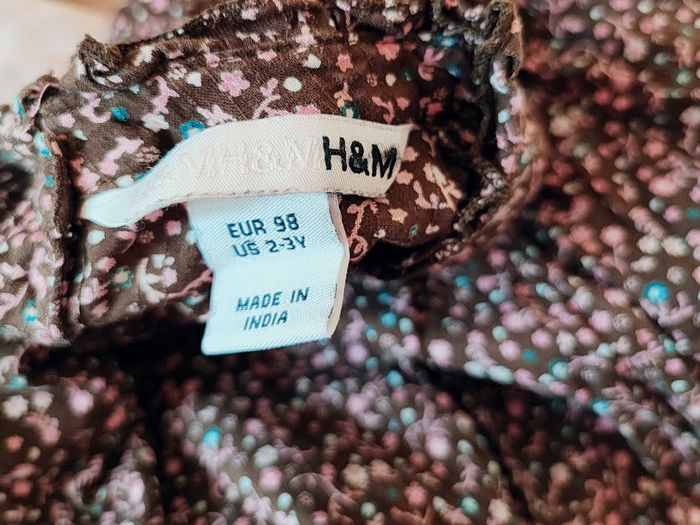 H&M
EUR 98
US 2-3Y
MADE IN
INDIA